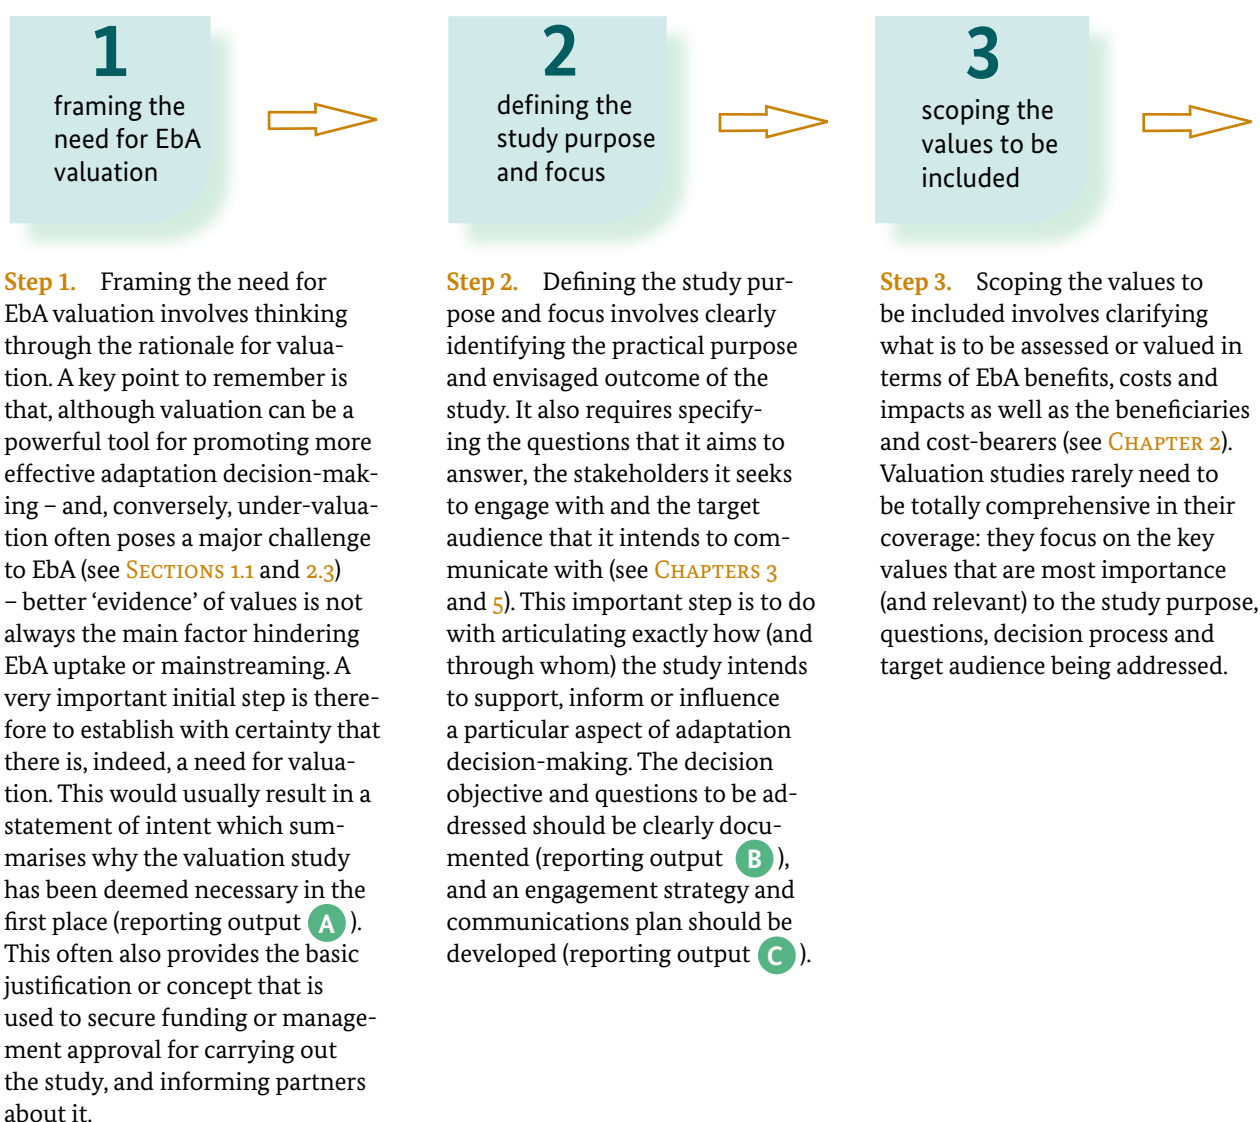 1
framing the
need for EbA
valuation
2
defining the
study purpose
and focus
3
scoping the
values to be
included
Step 1. Framing the need for
EbA valuation involves thinking
through the rationale for valua-
tion. A key point to remember is
that, although valuation can be a
powerful tool for promoting more
effective adaptation decision-mak-
ing – and, conversely, under-valua-
tion often poses a major challenge
to EbA (see Sections 1.1 and 2.3)
– better ‘evidence’ of values is not
always the main factor hindering
EbA uptake or mainstreaming. A
very important initial step is there-
fore to establish with certainty that
there is, indeed, a need for valua-
tion. This would usually result in a
statement of intent which sum-
marises why the valuation study
has been deemed necessary in the
first place (reporting output A ).
This often also provides the basic
justification or concept that is
used to secure funding or manage-
ment approval for carrying out
the study, and informing partners
about it.
Step 2. Defining the study pur-
pose and focus involves clearly
identifying the practical purpose
and envisaged outcome of the
study. It also requires specify-
ing the questions that it aims to
answer, the stakeholders it seeks
to engage with and the target
audience that it intends to com-
municate with (see Chapters 3
and 5). This important step is to do
with articulating exactly how (and
through whom) the study intends
to support, inform or influence
a particular aspect of adaptation
decision-making. The decision
objective and questions to be ad-
dressed should be clearly docu-
mented (reporting output B ),
and an engagement strategy and
communications plan should be
developed (reporting output C ).
Step 3. Scoping the values to
be included involves clarifying
what is to be assessed or valued in
terms of EbA benefits, costs and
impacts as well as the beneficiaries
and cost-bearers (see Chapter 2).
Valuation studies rarely need to
be totally comprehensive in their
coverage: they focus on the key
values that are most importance
(and relevant) to the study purpose,
questions, decision process and
target audience being addressed.